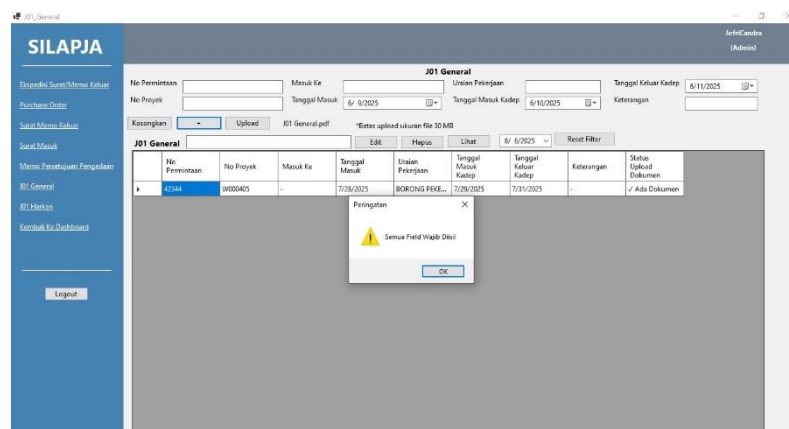 J01_General
SILAPJA
JefriCandra
(Admin)
Ekspedisi Surat/Memo Keluar
Purchase Order
Surat Memo Keluar
Surat Masuk
Memo Persetujuan Pengadaan
J01 General
J01 Harkan
Kembali Ke Dashboard
Logout
J01 General
No Permintaan
Masuk Ke
Uraian Pekerjaan
Tanggal Keluar Kadep 6/11/2025
No Proyek
Tanggal Masuk 6/ 9/2025
Tanggal Masuk Kadep 6/10/2025
Keterangan
Kosongkan + Upload J01 General.pdf *Batas upload ukuran file 30 MB
J01 General Edit Hapus Lihat 8/ 6/2025 Reset Filter
No Permintaan No Proyek Masuk Ke Tanggal Masuk Uraian Pekerjaan Tanggal Masuk Kadep Tanggal Keluar Kadep Keterangan Status Upload Dokumen
42344 W000405 - 7/28/2025 BORONG PEKE... 7/29/2025 7/31/2025 - ✓ Ada Dokumen
Peringatan
Semua Field Wajib Diisi!
OK